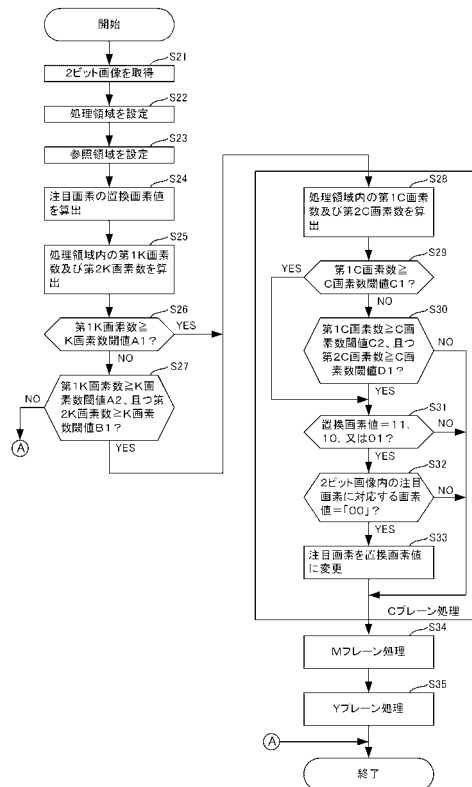 開始
S21
2ビット画像を取得
S22
処理領域を設定
S23
参照領域を設定
S24
注目画素の置換画素値
を算出
S25
処理領域内の第1K画素
数及び第2K画素数を算出
S26
第1K画素数≧
K画素数閾値A1?
YES
NO
S27
第1K画素数≧K画素
数閾値A2、且つ第
2K画素数≧K画素
数閾値B1?
NO
YES
A
S28
処理領域内の第1C画素
数及び第2C画素数を算
出
S29
第1C画素数≧
C画素数閾値C1?
YES
NO
S30
第1C画素数≧C画
素数閾値C2、且つ
第2C画素数≧C画
素数閾値D1?
NO
YES
S31
置換画素値=11,
10, 又は01?
NO
YES
S32
2ビット画像内の注目
画素に対応する画素
値=「00」?
NO
YES
S33
注目画素を置換画素値
に変更
Cプレーン処理
S34
Mプレーン処理
S35
Yプレーン処理
A
終了